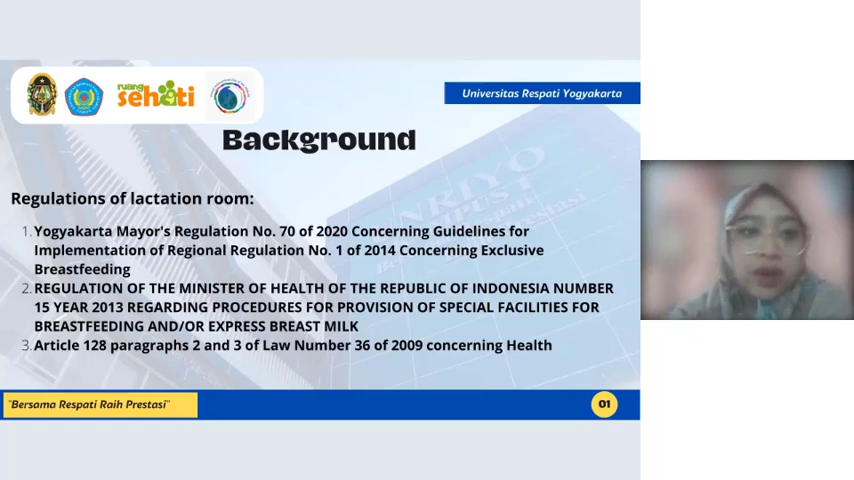 ruang
sehati
Universitas Respati Yogyakarta
Background
Regulations of lactation room:
1. Yogyakarta Mayor's Regulation No. 70 of 2020 Concerning Guidelines for
Implementation of Regional Regulation No. 1 of 2014 Concerning Exclusive
Breastfeeding
2. REGULATION OF THE MINISTER OF HEALTH OF THE REPUBLIC OF INDONESIA NUMBER
15 YEAR 2013 REGARDING PROCEDURES FOR PROVISION OF SPECIAL FACILITIES FOR
BREASTFEEDING AND/OR EXPRESS BREAST MILK
3. Article 128 paragraphs 2 and 3 of Law Number 36 of 2009 concerning Health
"Bersama Respati Raih Prestasi"
01